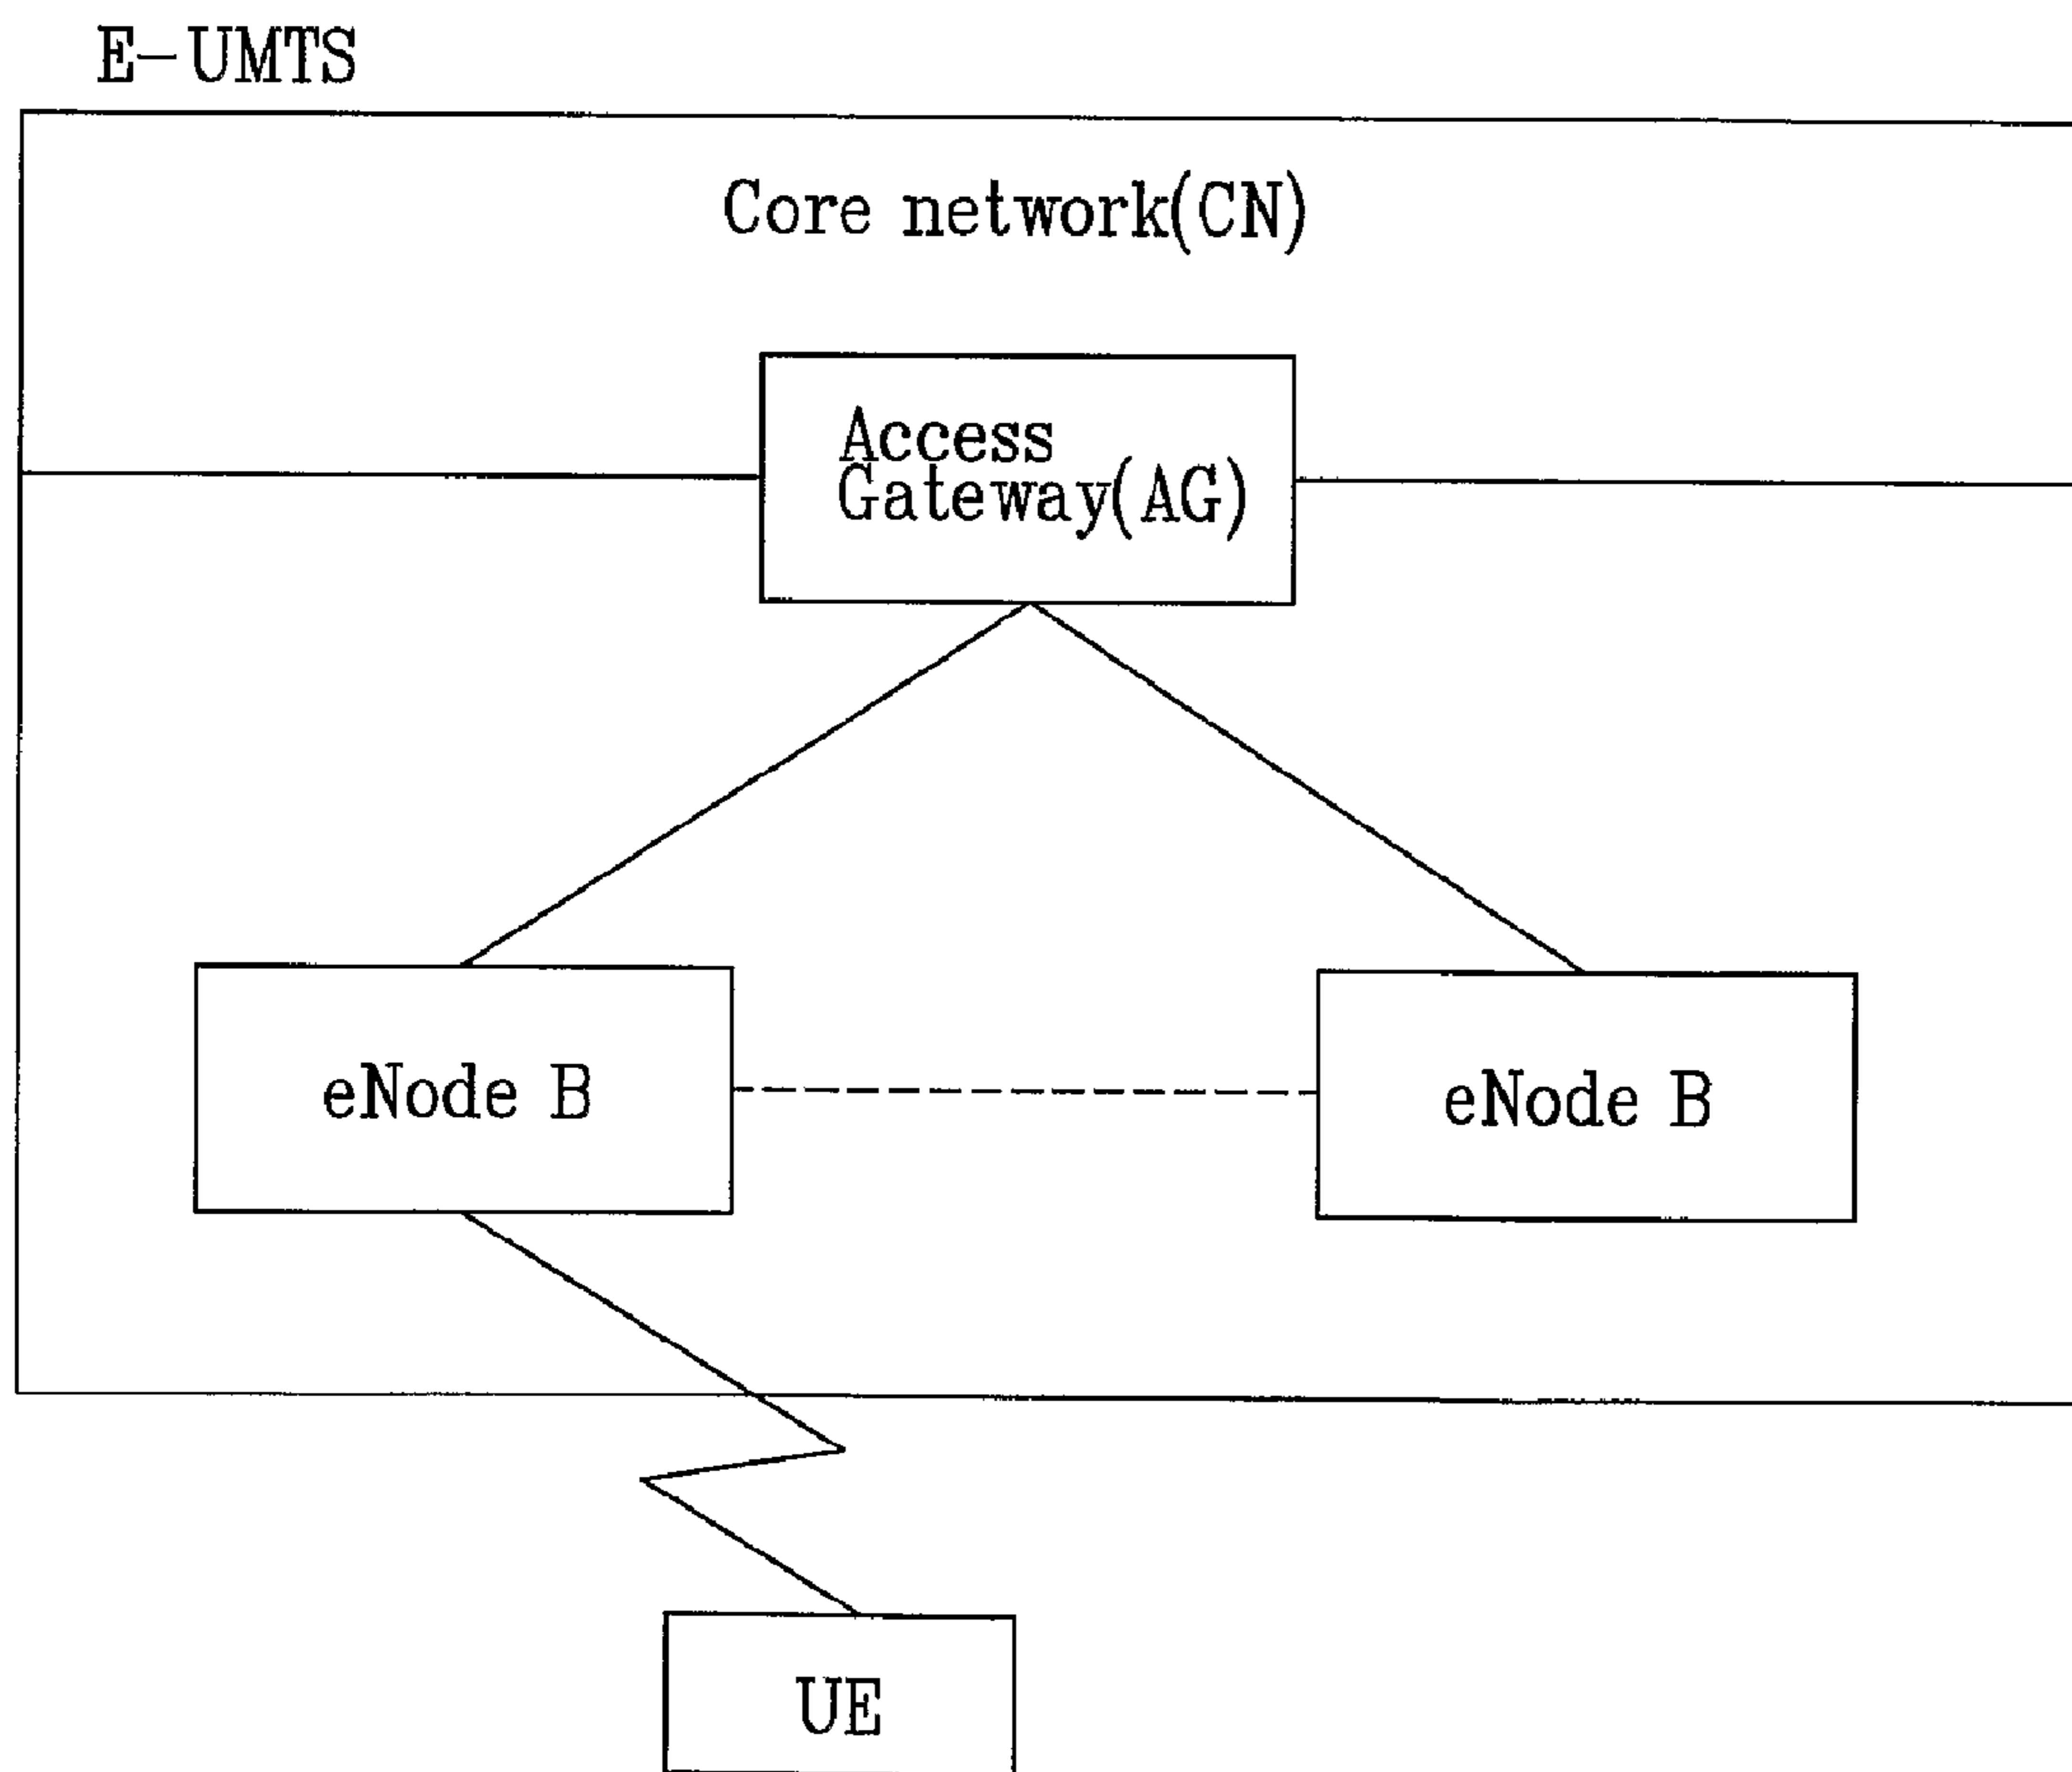 E-UMTS
Core network(CN)
Access
Gateway(AG)
eNode B
eNode B
UE